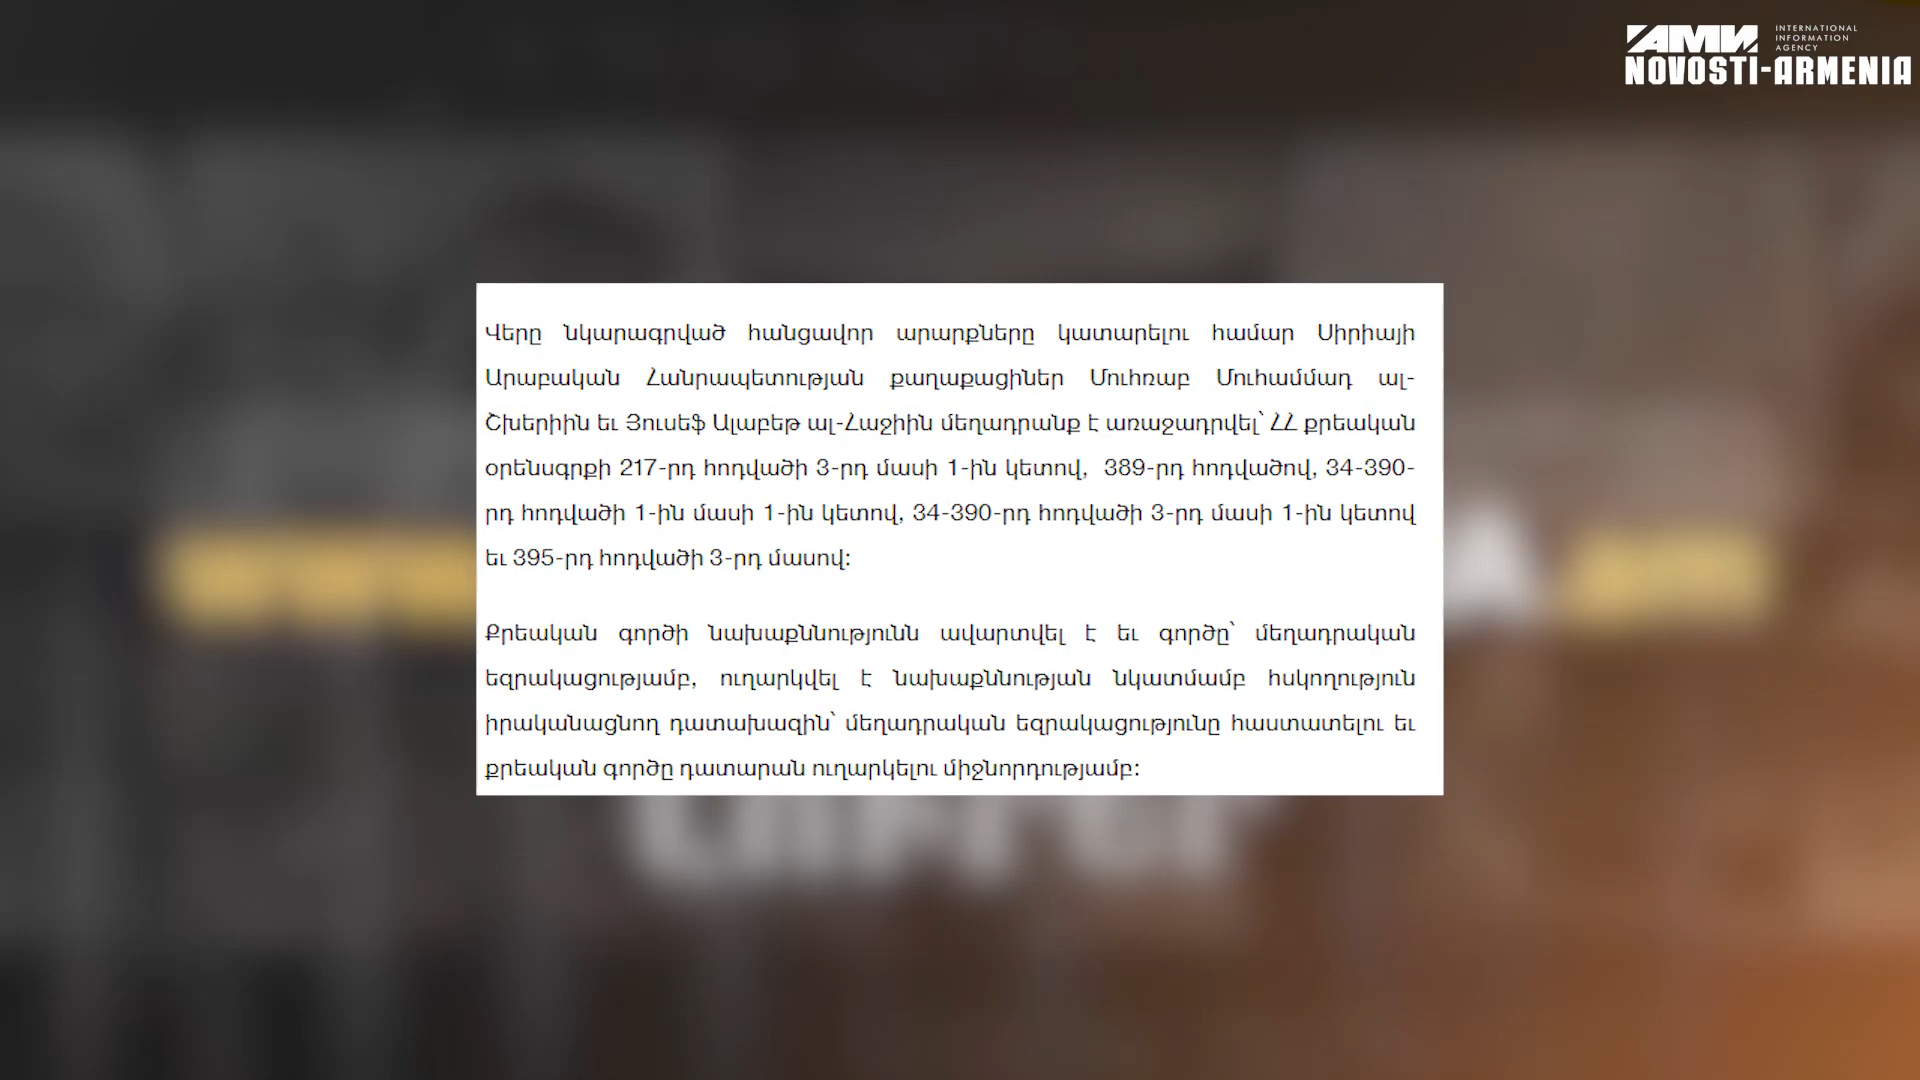 АМИ INTERNATIONAL INFORMATION AGENCY
NOVOSTI-ARMENIA
Վերը նկարագրված հանցավոր արարքները կատարելու համար Սիրիայի
Արաբական Հանրապետության քաղաքացիներ Մուհռաբ Մուհամմադ ալ-
Շխերիին եւ Յուսեֆ Ալաբեթ ալ-Հաջիին մեղադրանք է առաջադրվել՝ ՀՀ քրեական
օրենսգրքի 217-րդ հոդվածի 3-րդ մասի 1-ին կետով, 389-րդ հոդվածով, 34-390-
րդ հոդվածի 1-ին մասի 1-ին կետով, 34-390-րդ հոդվածի 3-րդ մասի 1-ին կետով
եւ 395-րդ հոդվածի 3-րդ մասով:
Քրեական գործի նախաքննությունն ավարտվել է եւ գործը՝ մեղադրական
եզրակացությամբ, ուղարկվել է նախաքննության նկատմամբ հսկողություն
իրականացնող դատախազին՝ մեղադրական եզրակացությունը հաստատելու եւ
քրեական գործը դատարան ուղարկելու միջնորդությամբ: